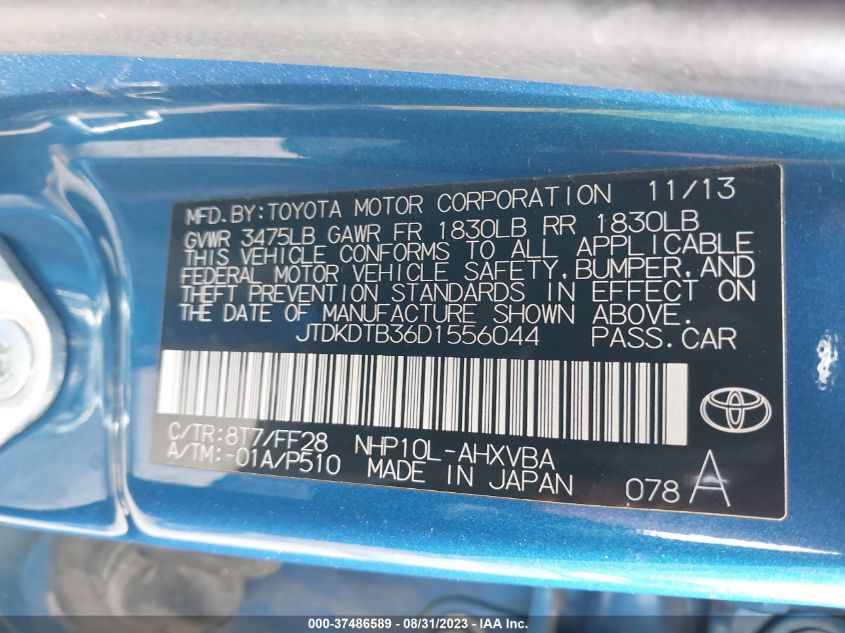 MFD. BY: TOYOTA MOTOR CORPORATION 11/13
GVWR 3475LB GAWR FR 1830LB RR 1830LB
THIS VEHICLE CONFORMS TO ALL APPLICABLE
FEDERAL MOTOR VEHICLE SAFETY, BUMPER, AND
THEFT PREVENTION STANDARDS IN EFFECT ON
THE DATE OF MANUFACTURE SHOWN ABOVE.
JTDKDTB36D1556044 PASS. CAR
C/TR: 8T7/FF28 NHP10L-AHXVBA
A/TM: -01A/P510 MADE IN JAPAN 078 A
000-37486589 - 08/31/2023 - IAA Inc.